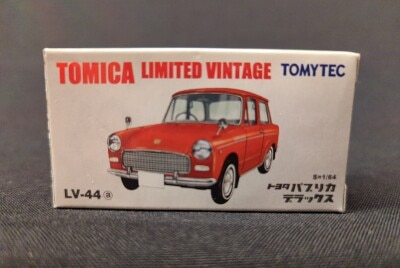 TOMICA LIMITED VINTAGE TOMYTEC
S=1/64
LV-44 ⓐ トヨタ パブリカ
デラックス